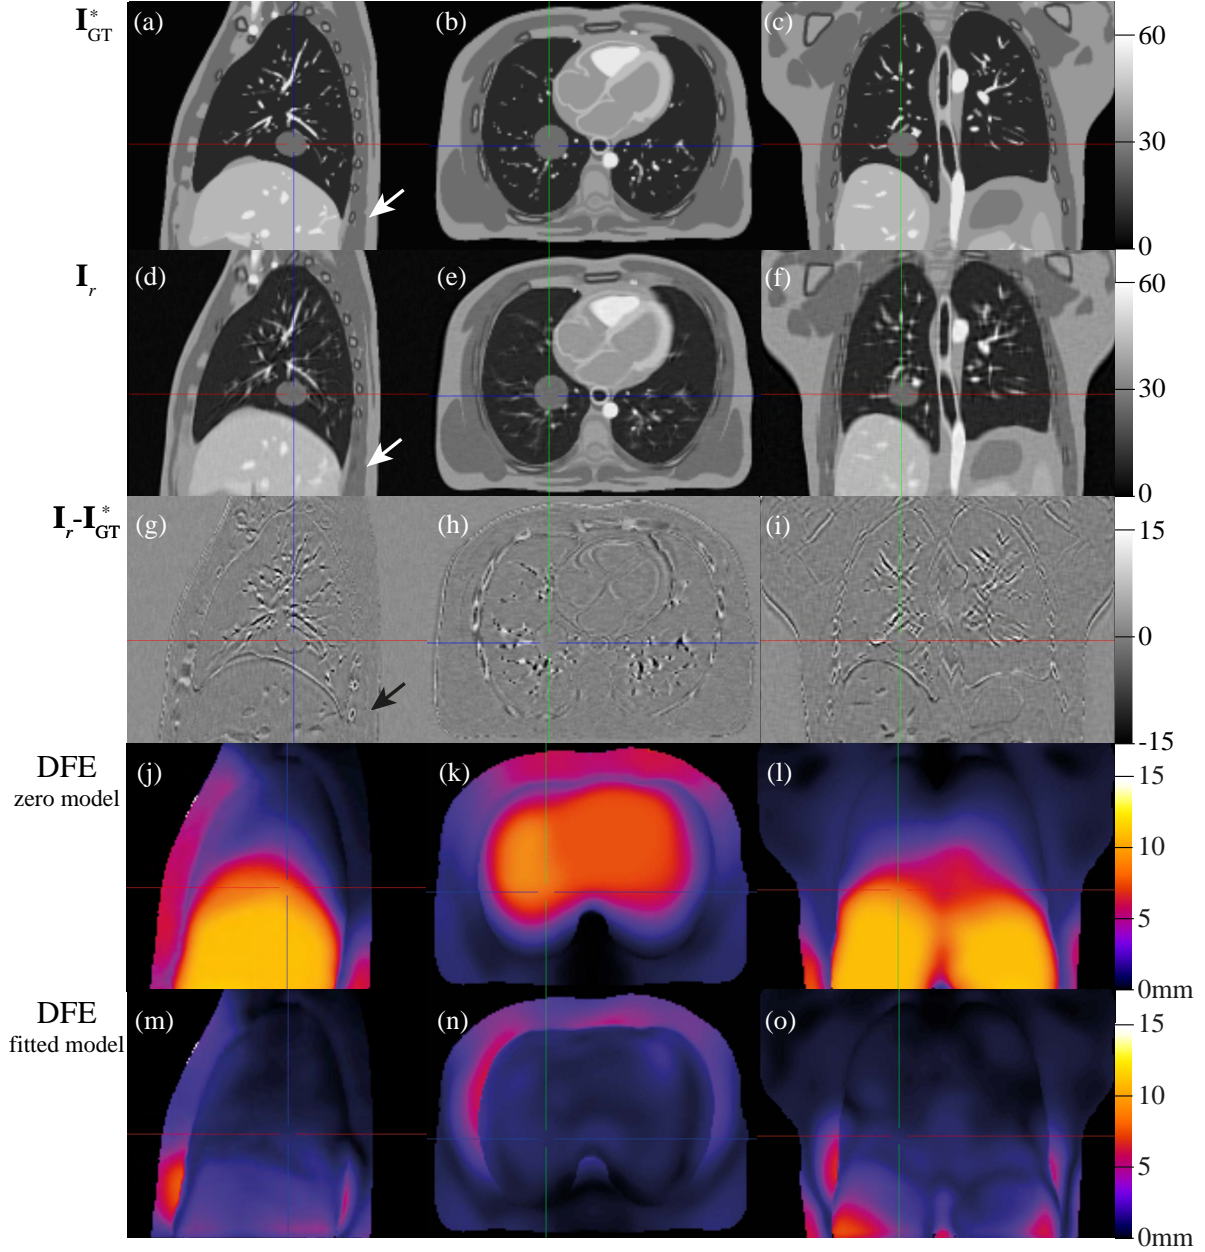 I*GT (a) (b) (c) 60
30
0
Ir (d) (e) (f) 60
30
0
Ir-I*GT (g) (h) (i) 15
0
-15
DFE (j) (k) (l) 15
zero model
10
5
0mm
DFE (m) (n) (o) 15
fitted model
10
5
0mm